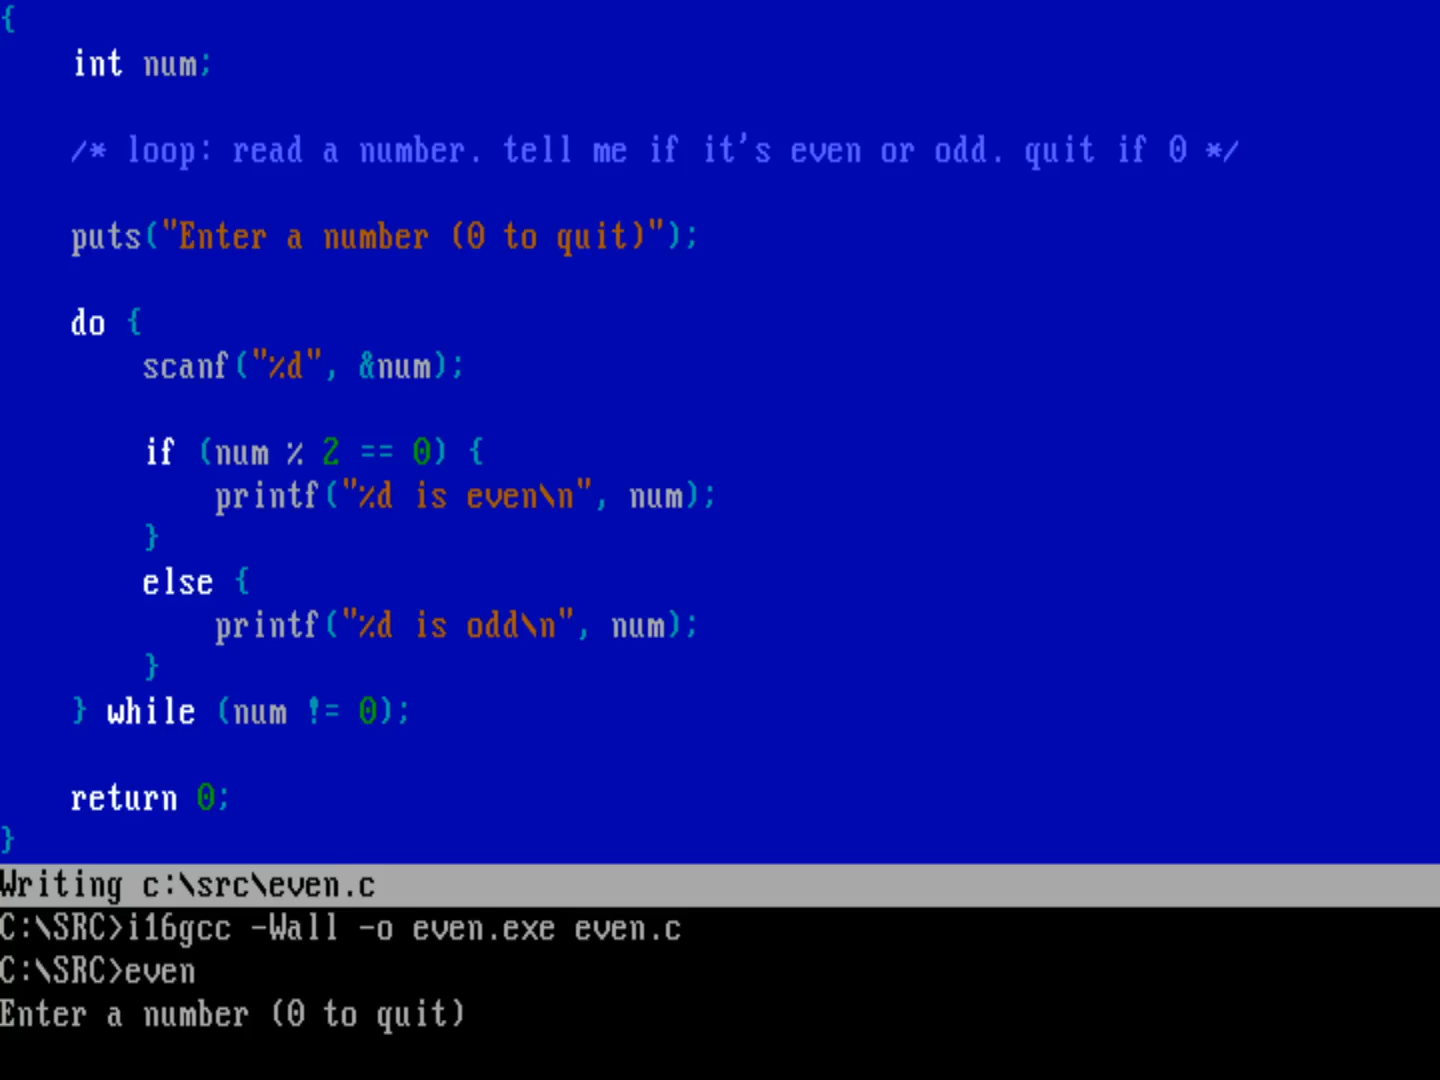 {
    int num;
    /* loop: read a number. tell me if it's even or odd. quit if 0 */
    puts("Enter a number (0 to quit)");
    do {
        scanf("%d", &num);
        if (num % 2 == 0) {
            printf("%d is even\n", num);
        }
        else {
            printf("%d is odd\n", num);
        }
    } while (num != 0);
    return 0;
}
Writing c:\src\even.c
C:\SRC>i16gcc -Wall -o even.exe even.c
C:\SRC>even
Enter a number (0 to quit)